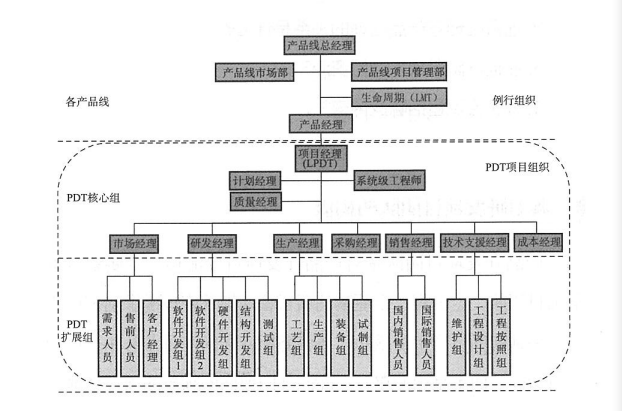 产品线总经理
产品线市场部
产品线项目管理部
各产品线
生命周期（LMT）
例行组织
产品经理
项目经理
(LPDT)
PDT项目组织
计划经理
系统级工程师
PDT核心组
质量经理
市场经理
研发经理
生产经理
采购经理
销售经理
技术支援经理
成本经理
PDT
扩展组
需求人员
售前人员
客户经理
软件开发组1
软件开发组2
硬件开发组
结构开发组
测试组
工艺组
生产组
装备组
试制组
国内销售人员
国际销售人员
维护组
工程设计组
工程按照组